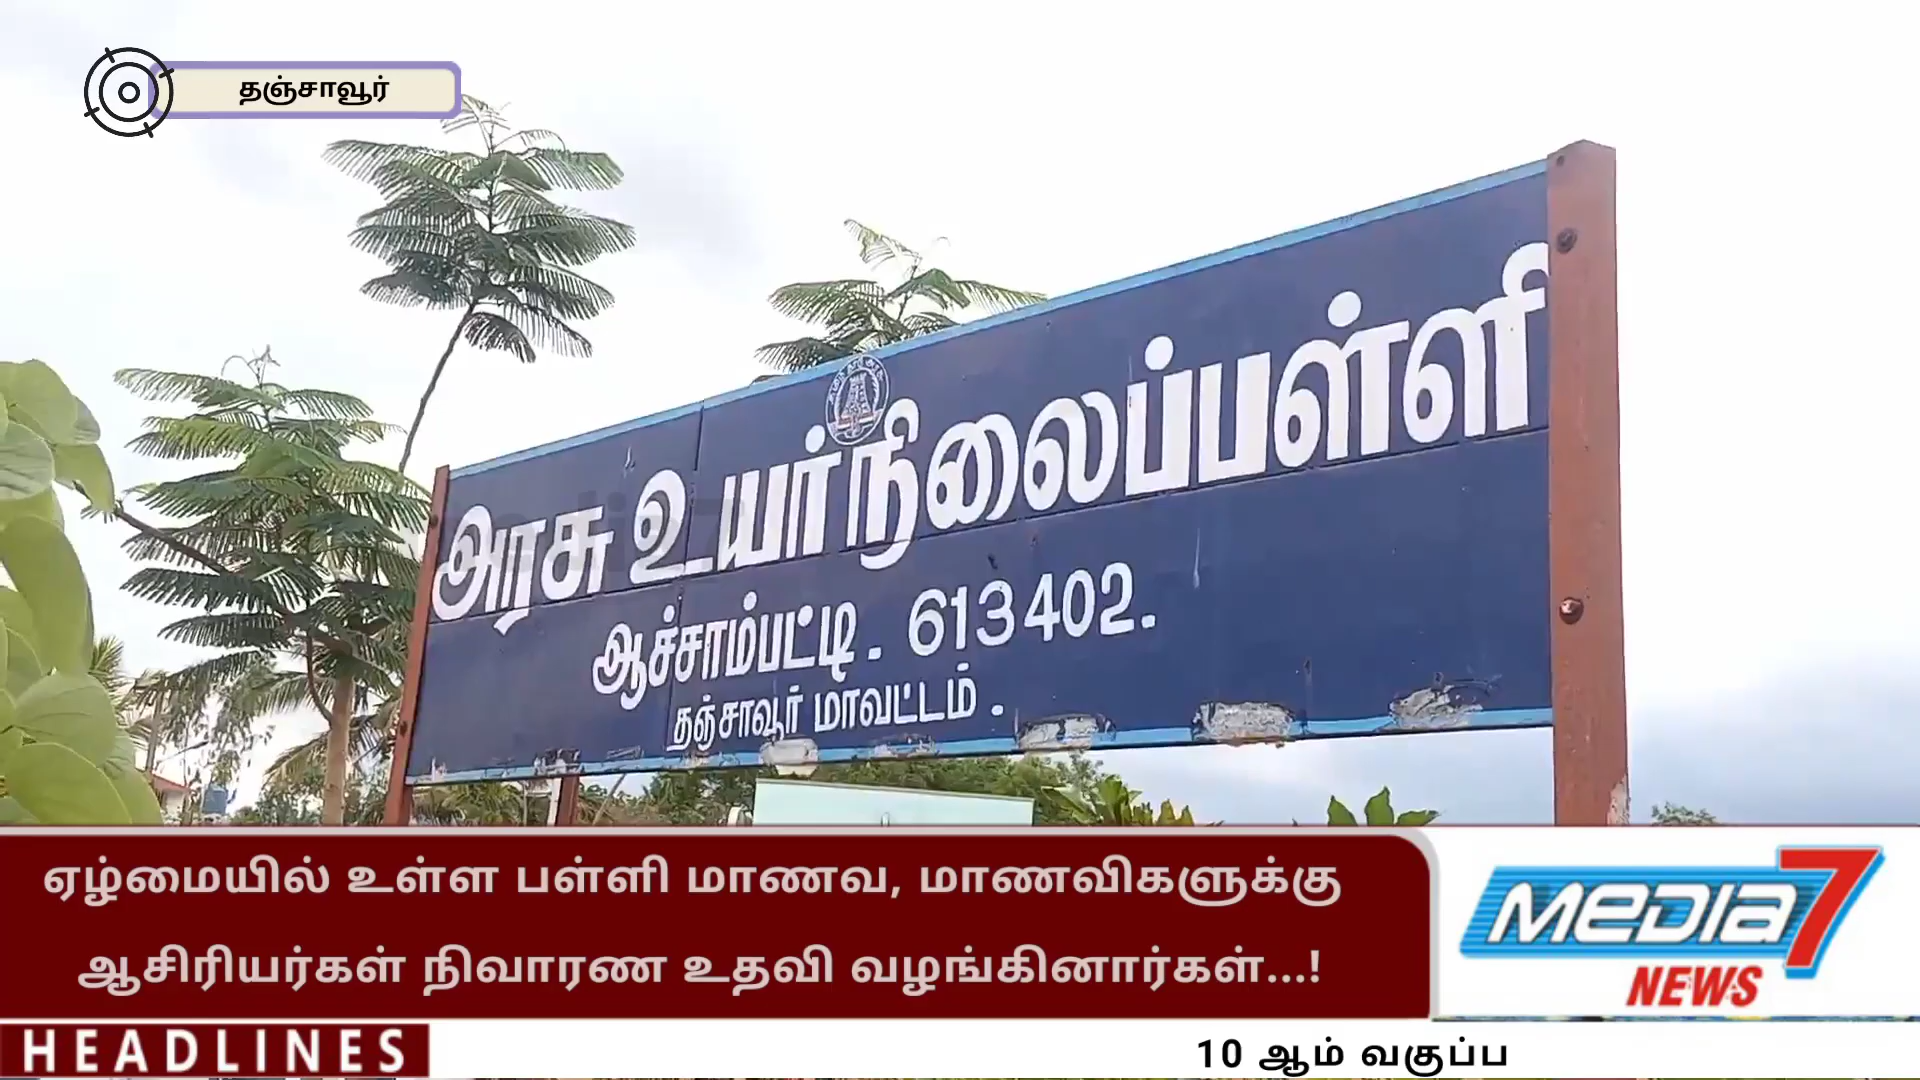 தஞ்சாவூர்
அரசு உயர்நிலைப்பள்ளி
ஆச்சாம்பட்டி . 613402.
தஞ்சாவூர் மாவட்டம் .
ஏழ்மையில் உள்ள பள்ளி மாணவ, மாணவிகளுக்கு
ஆசிரியர்கள் நிவாரண உதவி வழங்கினார்கள்...!
MEDIA 7
NEWS
HEADLINES
10 ஆம் வகுப்ப